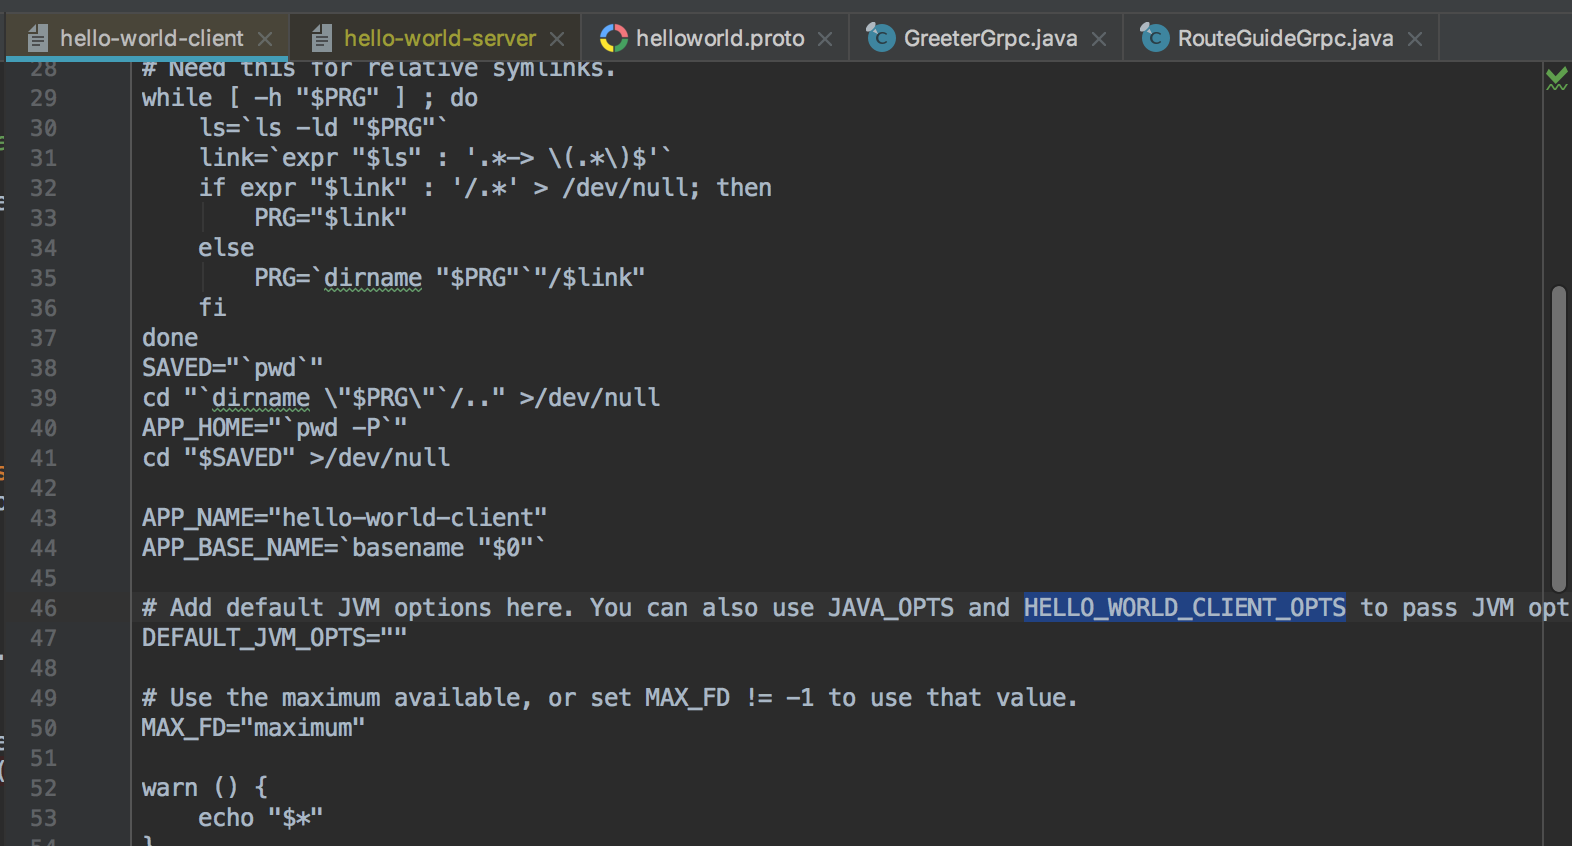 hello-world-client hello-world-server helloworld.proto GreeterGrpc.java RouteGuideGrpc.java
28 # Need this for relative symlinks.
29 while [ -h "$PRG" ] ; do
30 ls=`ls -ld "$PRG"`
31 link=`expr "$ls" : '.*-> \(.*\)$'`
32 if expr "$link" : '/.*' > /dev/null; then
33 PRG="$link"
34 else
35 PRG=`dirname "$PRG"`"/$link"
36 fi
37 done
38 SAVED="`pwd`"
39 cd "`dirname \"$PRG\"`/.." >/dev/null
40 APP_HOME="`pwd -P`"
41 cd "$SAVED" >/dev/null
42
43 APP_NAME="hello-world-client"
44 APP_BASE_NAME=`basename "$0"`
45
46 # Add default JVM options here. You can also use JAVA_OPTS and HELLO_WORLD_CLIENT_OPTS to pass JVM opt
47 DEFAULT_JVM_OPTS=""
48
49 # Use the maximum available, or set MAX_FD != -1 to use that value.
50 MAX_FD="maximum"
51
52 warn () {
53 echo "$*"
54 }